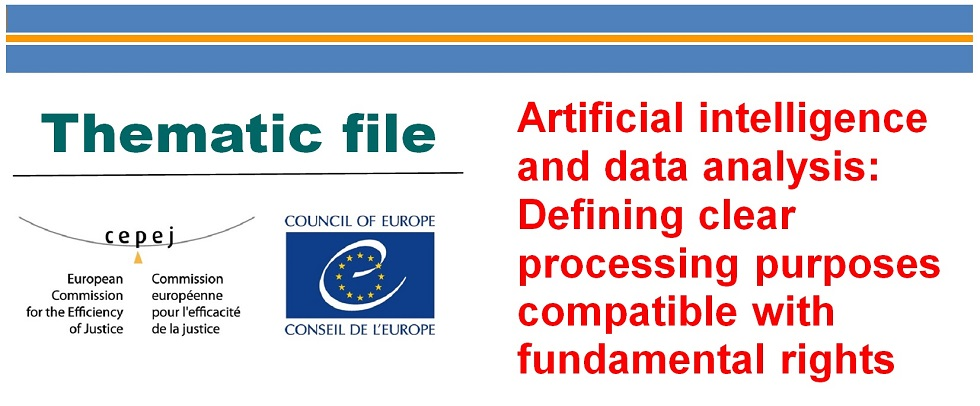 Thematic file
cepej
European
Commission
for the Efficiency
of Justice
Commission
européenne
pour l'efficacité
de la justice
COUNCIL OF EUROPE
CONSEIL DE L'EUROPE
Artificial intelligence
and data analysis:
Defining clear
processing purposes
compatible with
fundamental rights